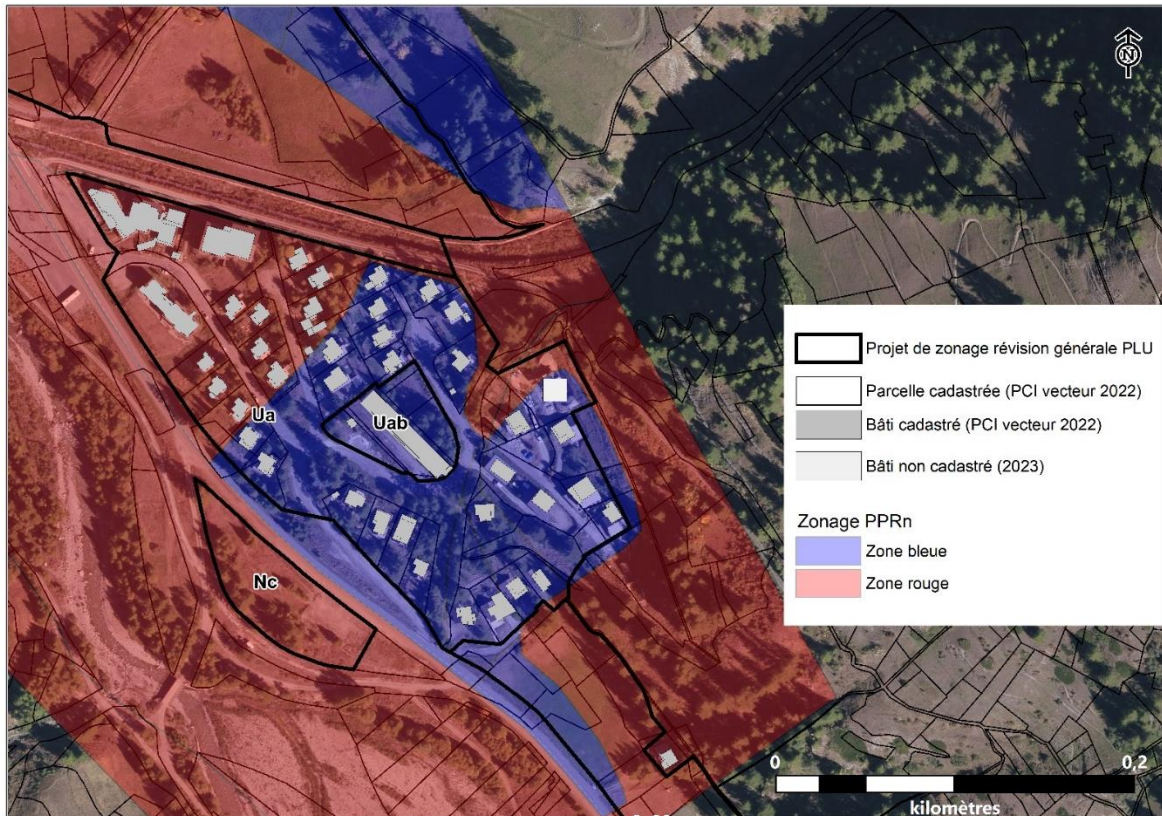 N
Ua
Uab
Nc
Projet de zonage révision générale PLU
Parcelle cadastrée (PCI vecteur 2022)
Bâti cadastré (PCI vecteur 2022)
Bâti non cadastré (2023)
Zonage PPRn
Zone bleue
Zone rouge
0 0,2
kilomètres